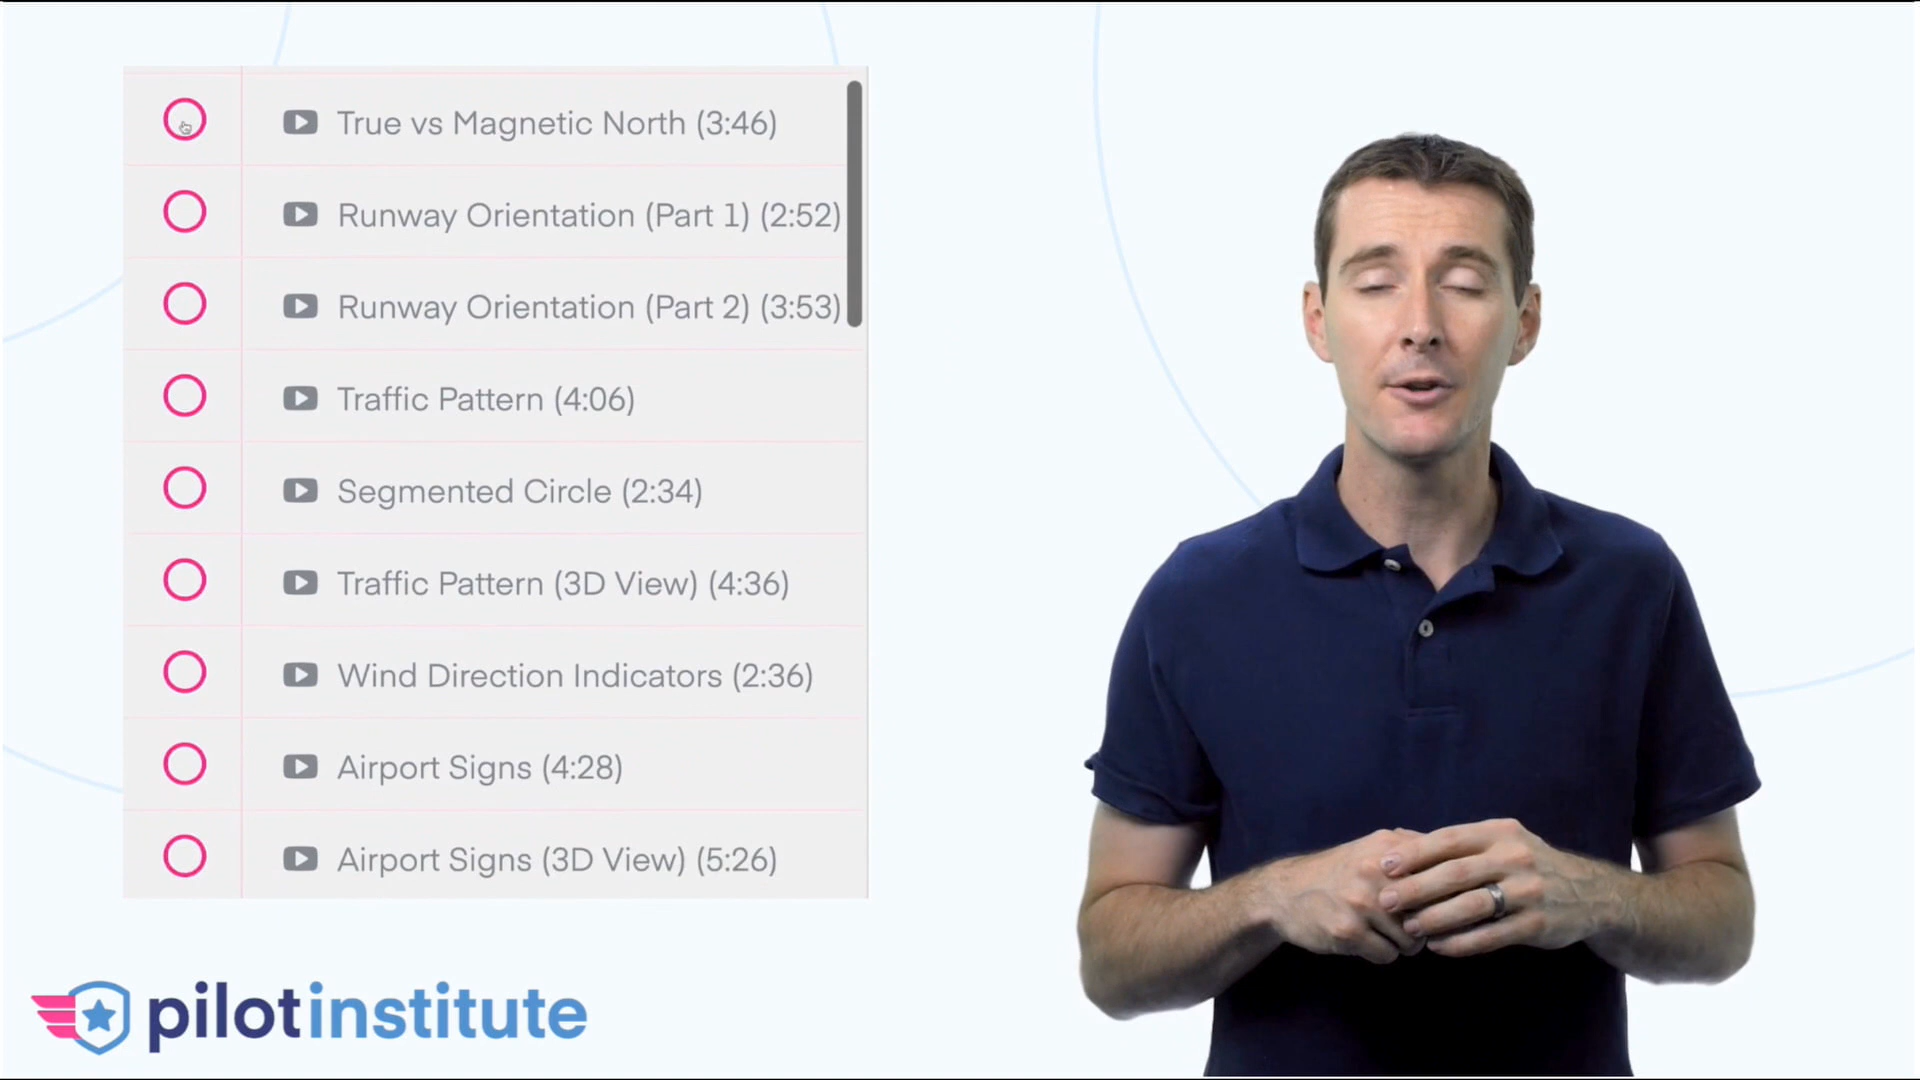 True vs Magnetic North (3:46)
Runway Orientation (Part 1) (2:52)
Runway Orientation (Part 2) (3:53)
Traffic Pattern (4:06)
Segmented Circle (2:34)
Traffic Pattern (3D View) (4:36)
Wind Direction Indicators (2:36)
Airport Signs (4:28)
Airport Signs (3D View) (5:26)
pilotinstitute